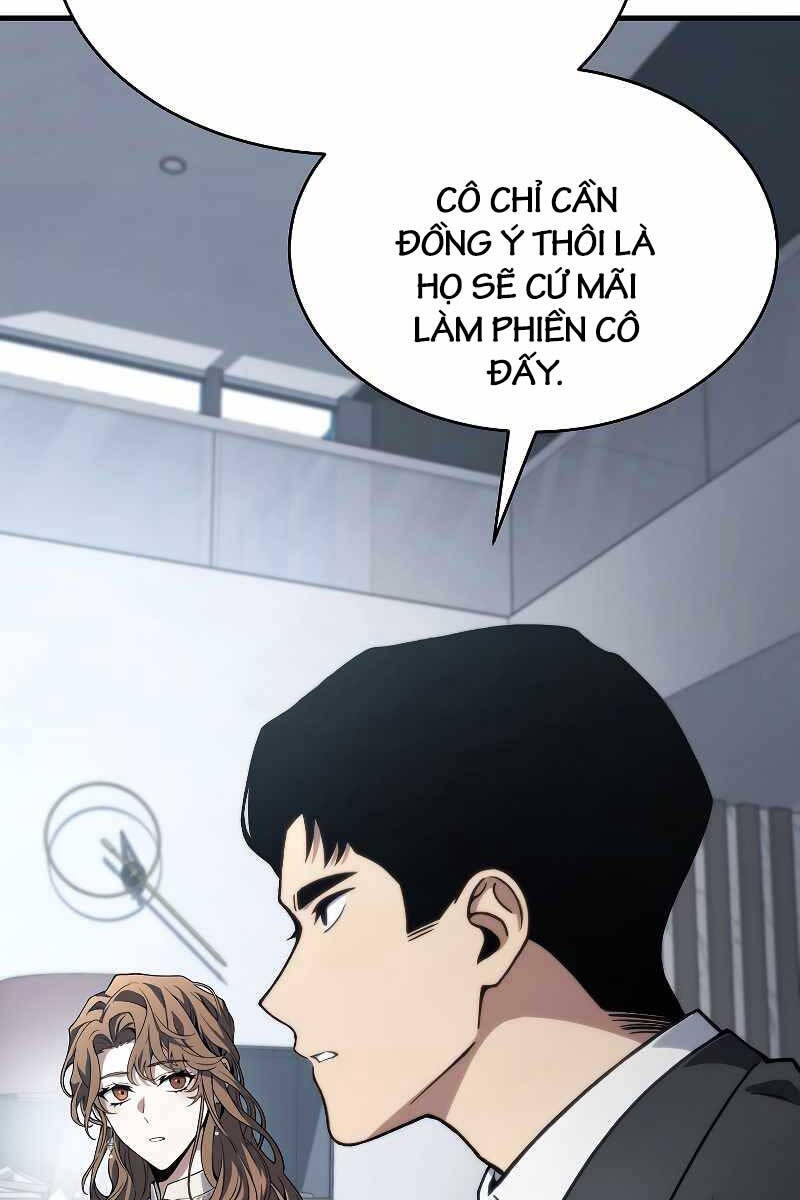 CÔ CHỈ CẦN
ĐỒNG Ý THÔI LÀ
HỌ SẼ CỨ MÃI
LÀM PHIỀN CÔ
ĐẤY.